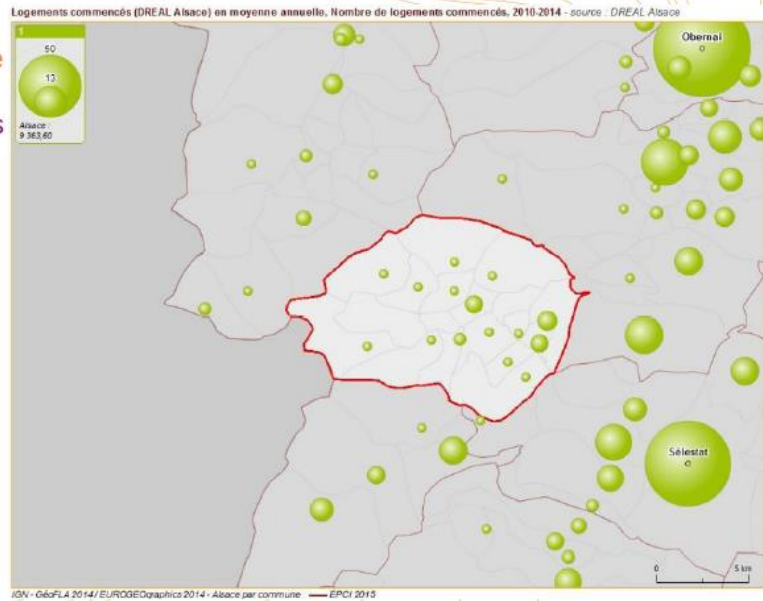 Logements commencés (DREAL Alsace) en moyenne annuelle, Nombre de logements commencés, 2010-2014 - source : DREAL Alsace
e
s
1
50
13
Alsace :
9 363,60
Obernai
Sélestat
0 5 km
IGN - GéoFLA 2014 / EUROGEOgraphics 2014 - Alsace par commune EPCI 2015